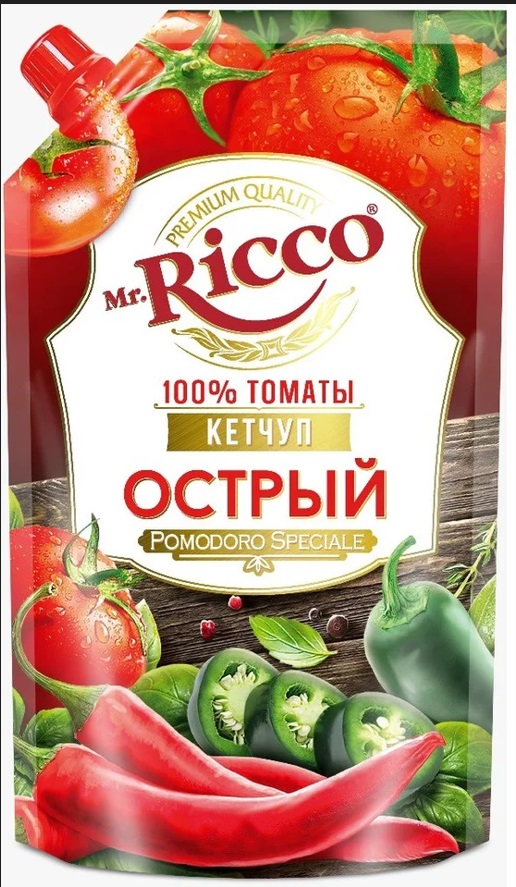 PREMIUM QUALITY
Mr. Ricco®
100% ТОМАТЫ
КЕТЧУП
ОСТРЫЙ
POMODORO SPECIALE